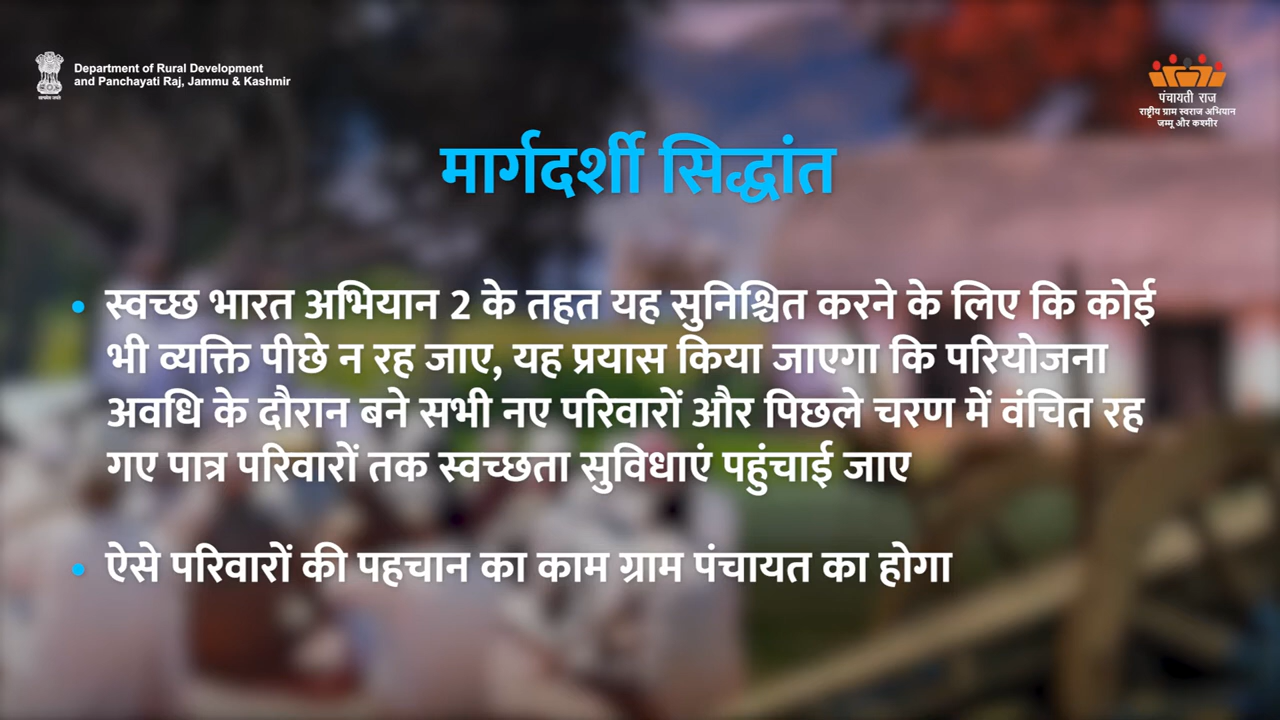 Department of Rural Development
and Panchayati Raj, Jammu & Kashmir
पंचायती राज
राष्ट्रीय ग्राम स्वराज अभियान
जम्मू और कश्मीर
मार्गदर्शी सिद्धांत
• स्वच्छ भारत अभियान 2 के तहत यह सुनिश्चित करने के लिए कि कोई
भी व्यक्ति पीछे न रह जाए, यह प्रयास किया जाएगा कि परियोजना
अवधि के दौरान बने सभी नए परिवारों और पिछले चरण में वंचित रह
गए पात्र परिवारों तक स्वच्छता सुविधाएं पहुंचाई जाए
• ऐसे परिवारों की पहचान का काम ग्राम पंचायत का होगा